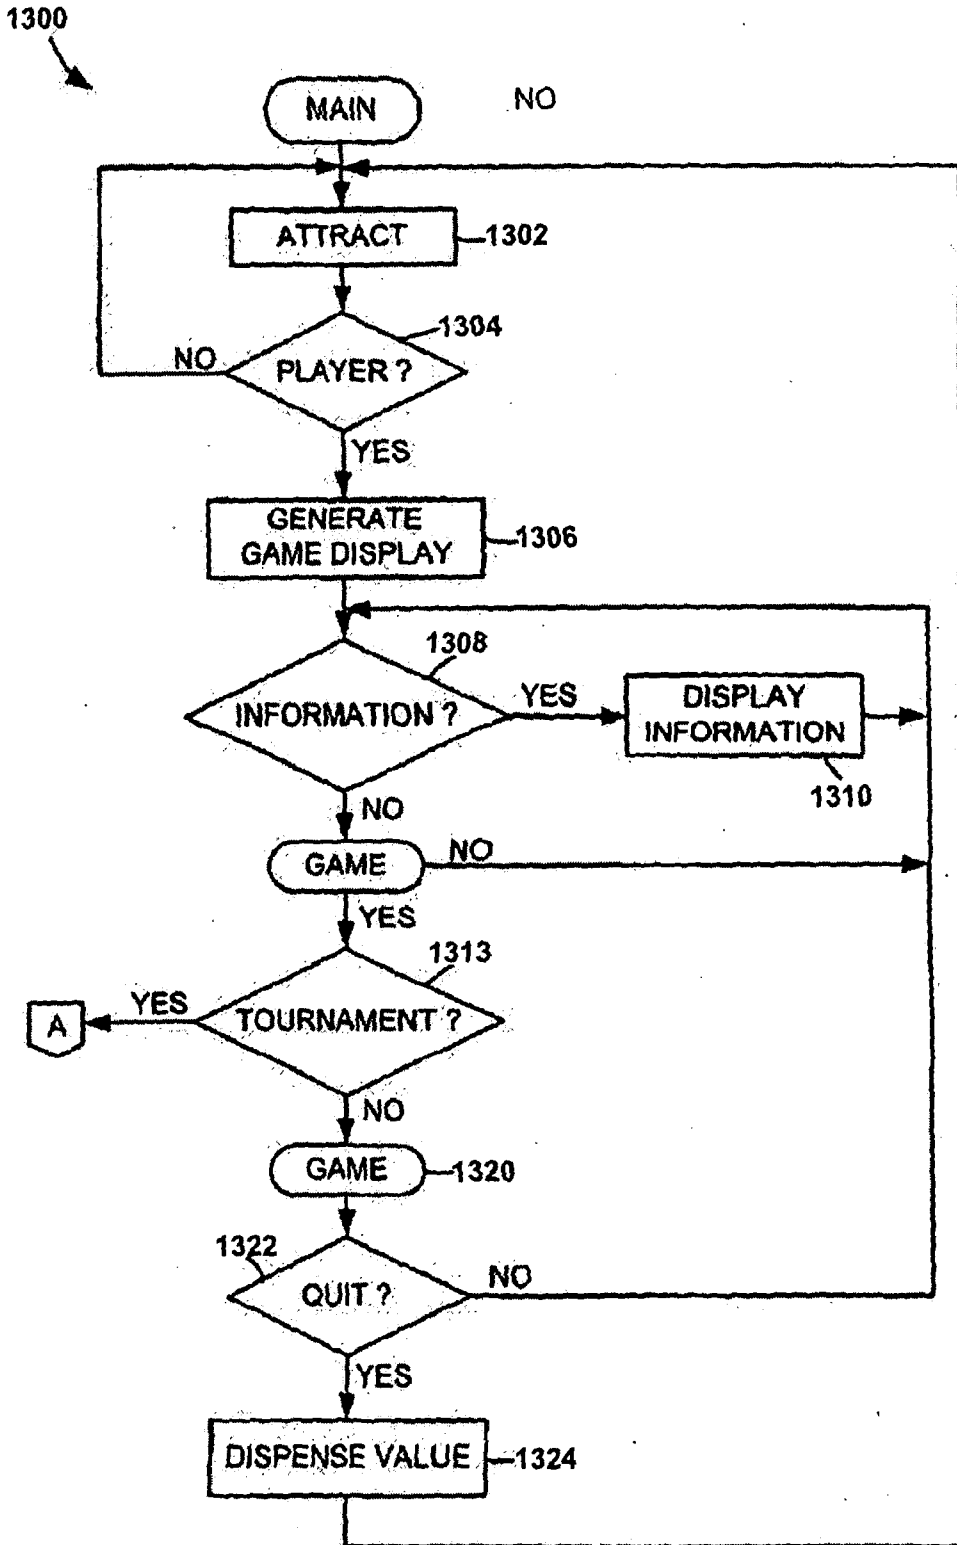 1300
MAIN
NO
ATTRACT
1302
1304
PLAYER ?
NO
YES
GENERATE
GAME DISPLAY
1306
1308
INFORMATION ?
YES
DISPLAY
INFORMATION
1310
NO
GAME
NO
YES
1313
TOURNAMENT ?
YES
A
NO
GAME
1320
1322
QUIT ?
NO
YES
DISPENSE VALUE
1324